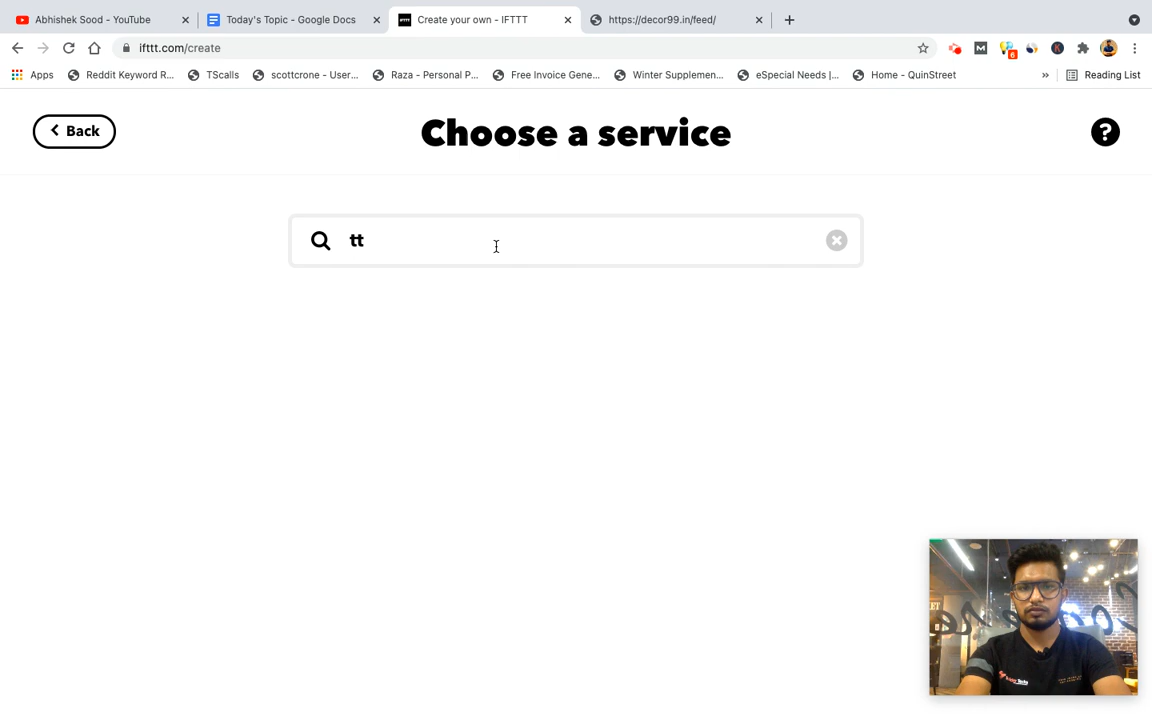 Abhishek Sood - YouTube
Today's Topic - Google Docs
IFTTT Create your own - IFTTT
https://decor99.in/feed/
ifttt.com/create
6
Apps
Reddit Keyword R...
TScalls
scottcrone - User...
Raza - Personal P...
Free Invoice Gene...
Winter Supplemen...
eSpecial Needs |...
Home - QuinStreet
»
Reading List
Back
Choose a service
?
tt